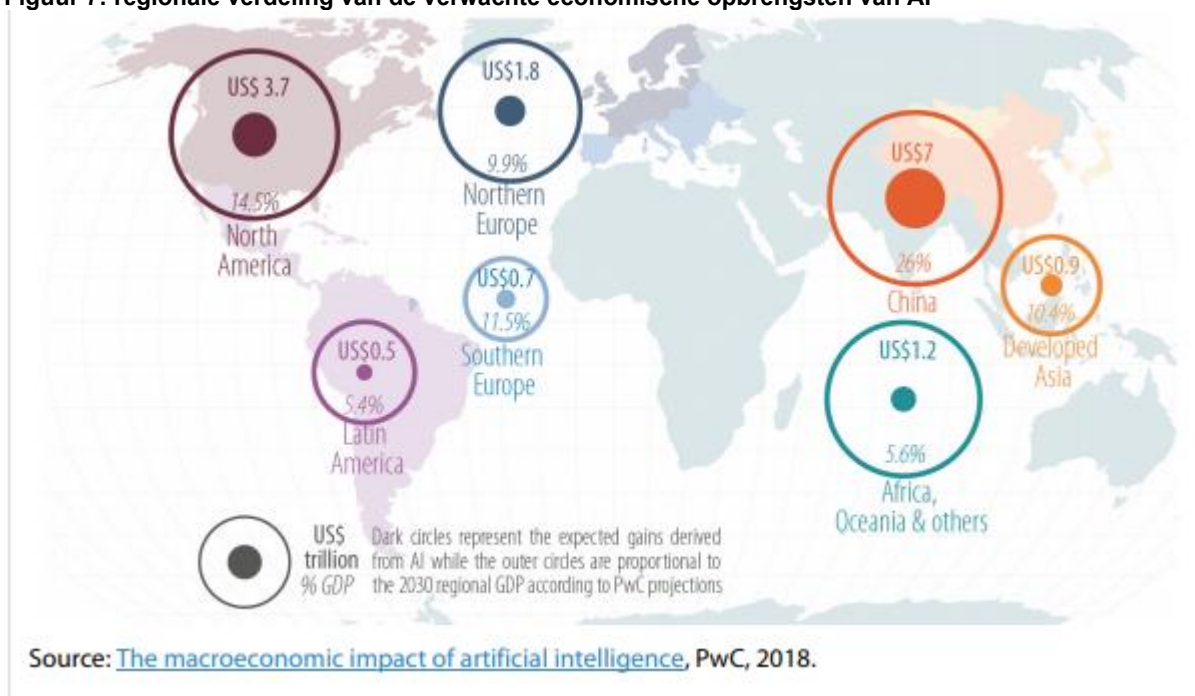 Figuur 7: regionale verdeling van de verwachte economische opbrengsten van AI
US$ 3.7
14.5%
North
America
US$1.8
9.9%
Northern
Europe
US$0.7
11.5%
Southern
Europe
US$0.5
5.4%
Latin
America
US$7
26%
China
US$0.9
10.4%
Developed
Asia
US$1.2
5.6%
Africa,
Oceania & others
US$
trillion
% GDP
Dark circles represent the expected gains derived
from AI while the outer circles are proportional to
the 2030 regional GDP according to PwC projections
Source: The macroeconomic impact of artificial intelligence, PwC, 2018.